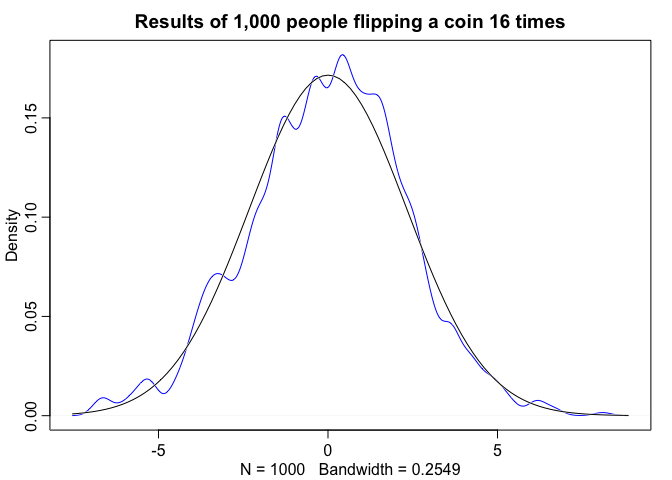 Results of 1,000 people flipping a coin 16 times
Density
0.15
0.10
0.05
0.00
-5 0 5
N = 1000 Bandwidth = 0.2549